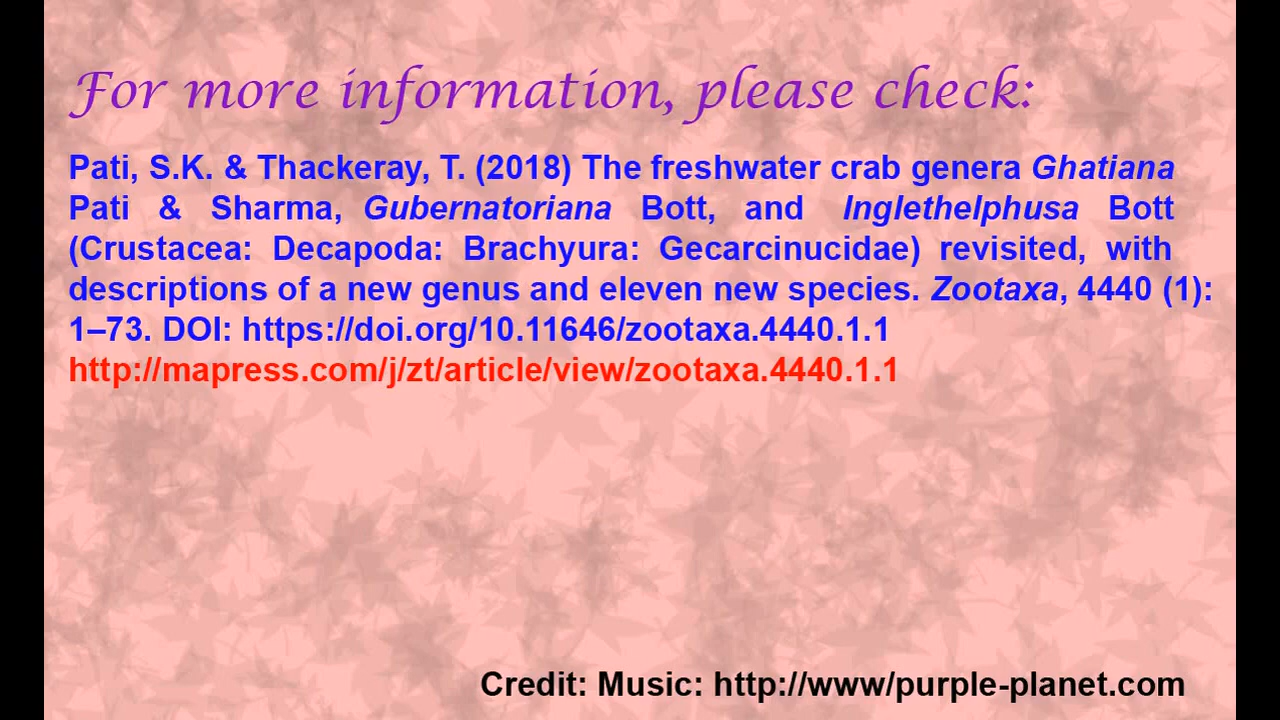 For more information, please check:
Pati, S.K. & Thackeray, T. (2018) The freshwater crab genera Ghatiana
Pati & Sharma, Gubernatoriana Bott, and Inglethelphusa Bott
(Crustacea: Decapoda: Brachyura: Gecarcinucidae) revisited, with
descriptions of a new genus and eleven new species. Zootaxa, 4440 (1):
1–73. DOI: https://doi.org/10.11646/zootaxa.4440.1.1
http://mapress.com/j/zt/article/view/zootaxa.4440.1.1
Credit: Music: http://www/purple-planet.com